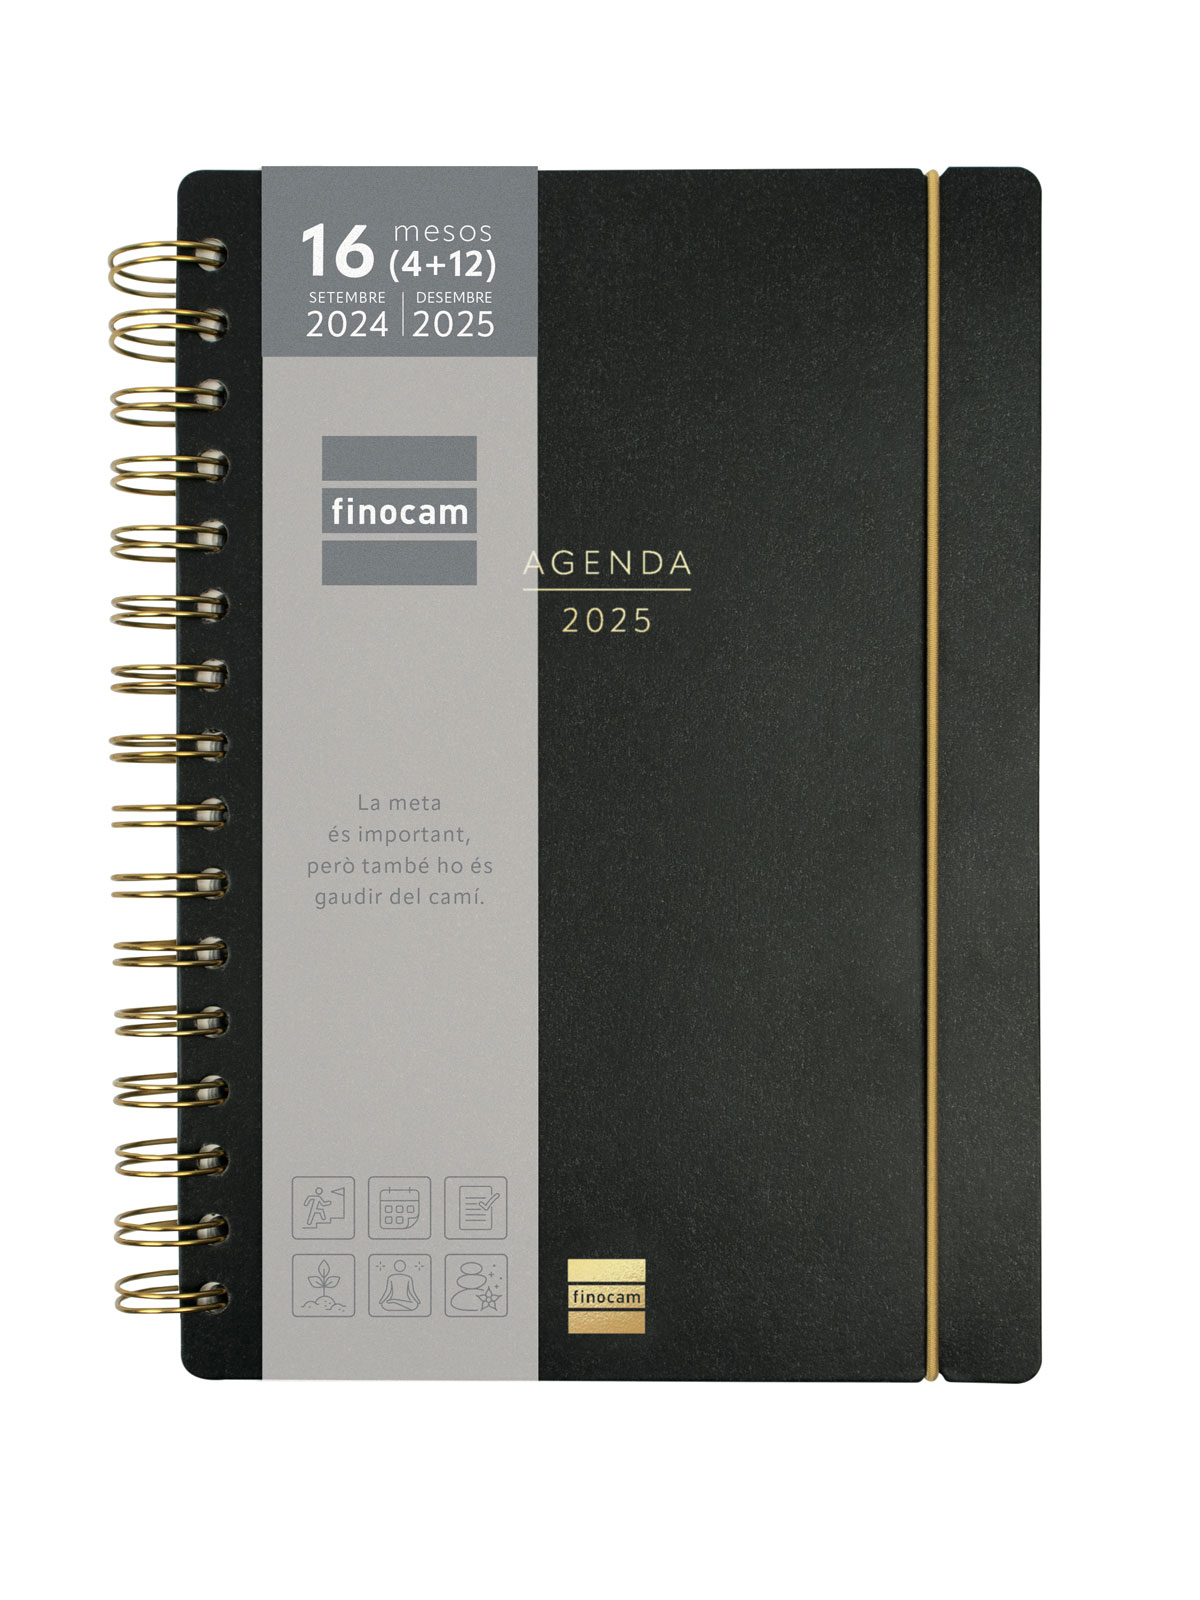 16 mesos
(4+12)
SETEMBRE
2024
DESEMBRE
2025
finocam
AGENDA
2025
La meta
és important,
però també ho és
gaudir del camí.
finocam